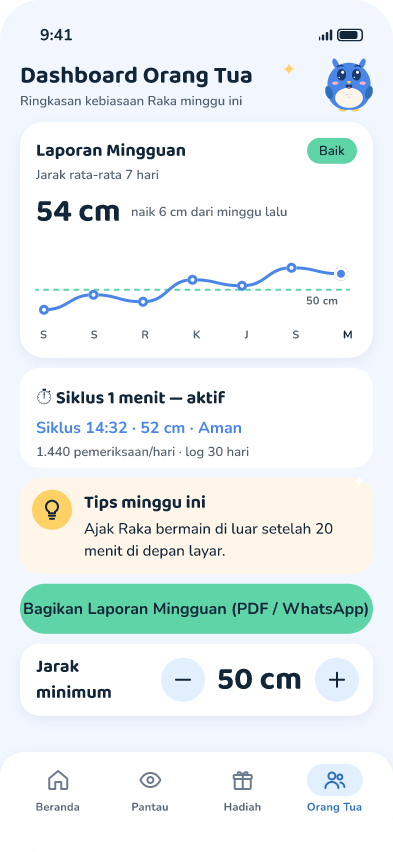 9:41
Dashboard Orang Tua
Ringkasan kebiasaan Raka minggu ini
Laporan Mingguan
Baik
Jarak rata-rata 7 hari
54 cm naik 6 cm dari minggu lalu
50 cm
S S R K J S M
Siklus 1 menit — aktif
Siklus 14:32 · 52 cm · Aman
1.440 pemeriksaan/hari · log 30 hari
Tips minggu ini
Ajak Raka bermain di luar setelah 20
menit di depan layar.
Bagikan Laporan Mingguan (PDF / WhatsApp)
Jarak
minimum
− 50 cm +
Beranda Pantau Hadiah Orang Tua